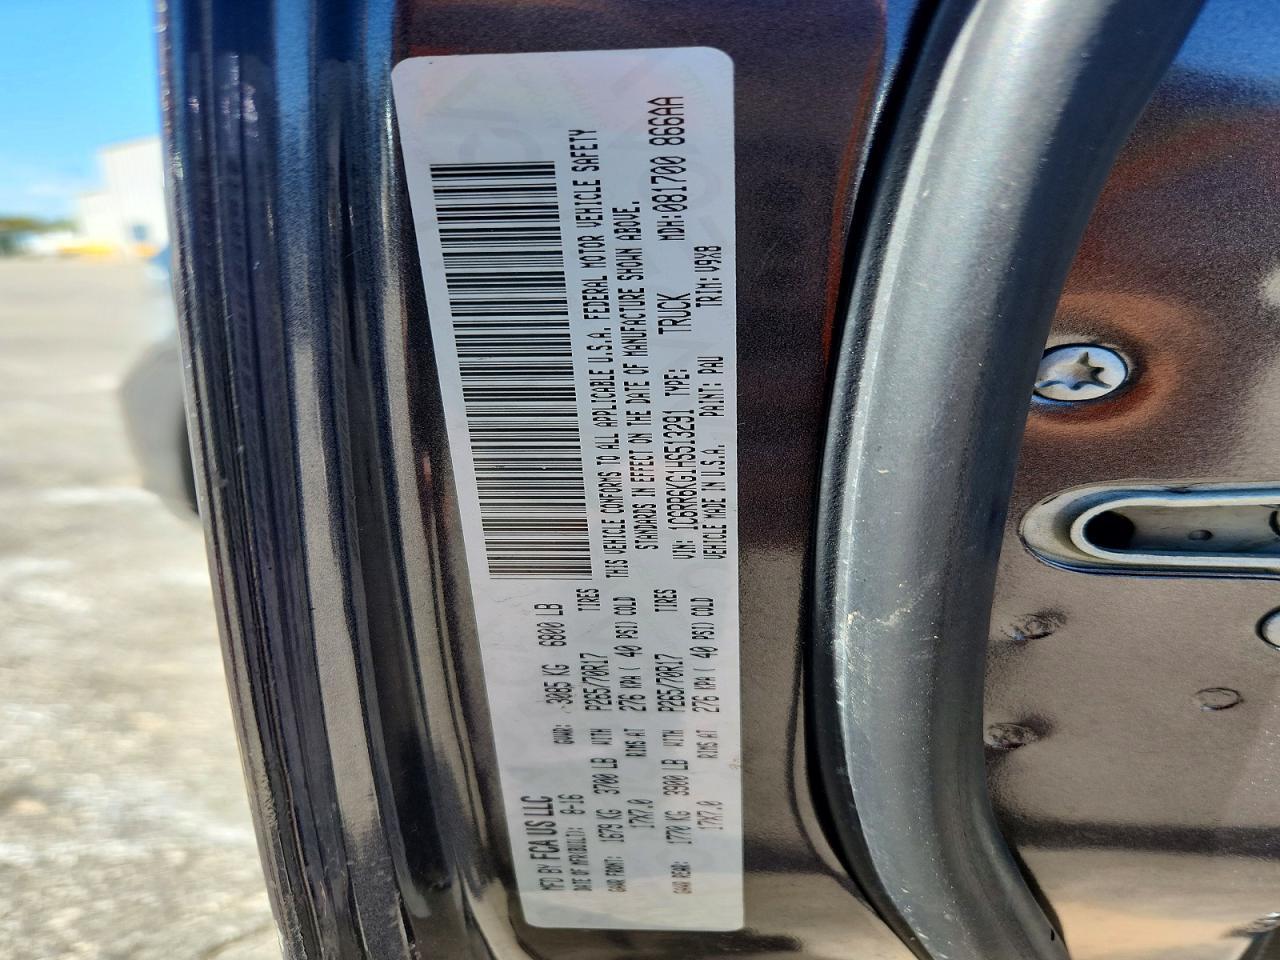 MFD BY FCA US LLC
DATE OF MFR(BUILT): 8-16 GVWR: 3085 KG 6800 LB
GAWR FRONT: 1679 KG 3700 LB WITH P265/70R17 TIRES
17X7.0 RIMS AT 276 KPA ( 40 PSI) COLD
GAWR REAR: 1770 KG 3900 LB WITH P265/70R17 TIRES
17X7.0 RIMS AT 276 KPA ( 40 PSI) COLD
THIS VEHICLE CONFORMS TO ALL APPLICABLE U.S.A. FEDERAL MOTOR VEHICLE SAFETY
STANDARDS IN EFFECT ON THE DATE OF MANUFACTURE SHOWN ABOVE.
VIN: 1C6RR6KG1HS513291 TYPE: TRUCK MDH:081700 866AA
VEHICLE MADE IN U.S.A. PAINT: PAU TRIM: V9X8